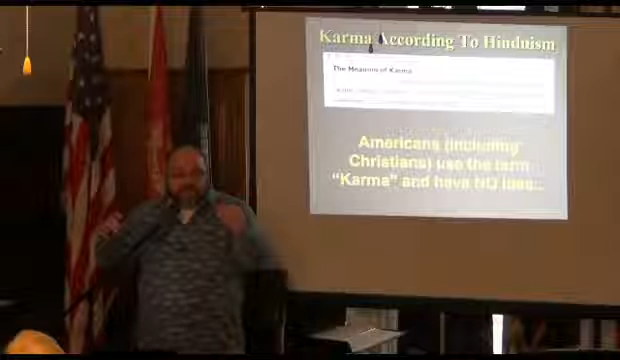 Karma According To Hinduism
The Meaning of Karma
Americans (including
Christians) use the term
“Karma” and have NO idea...